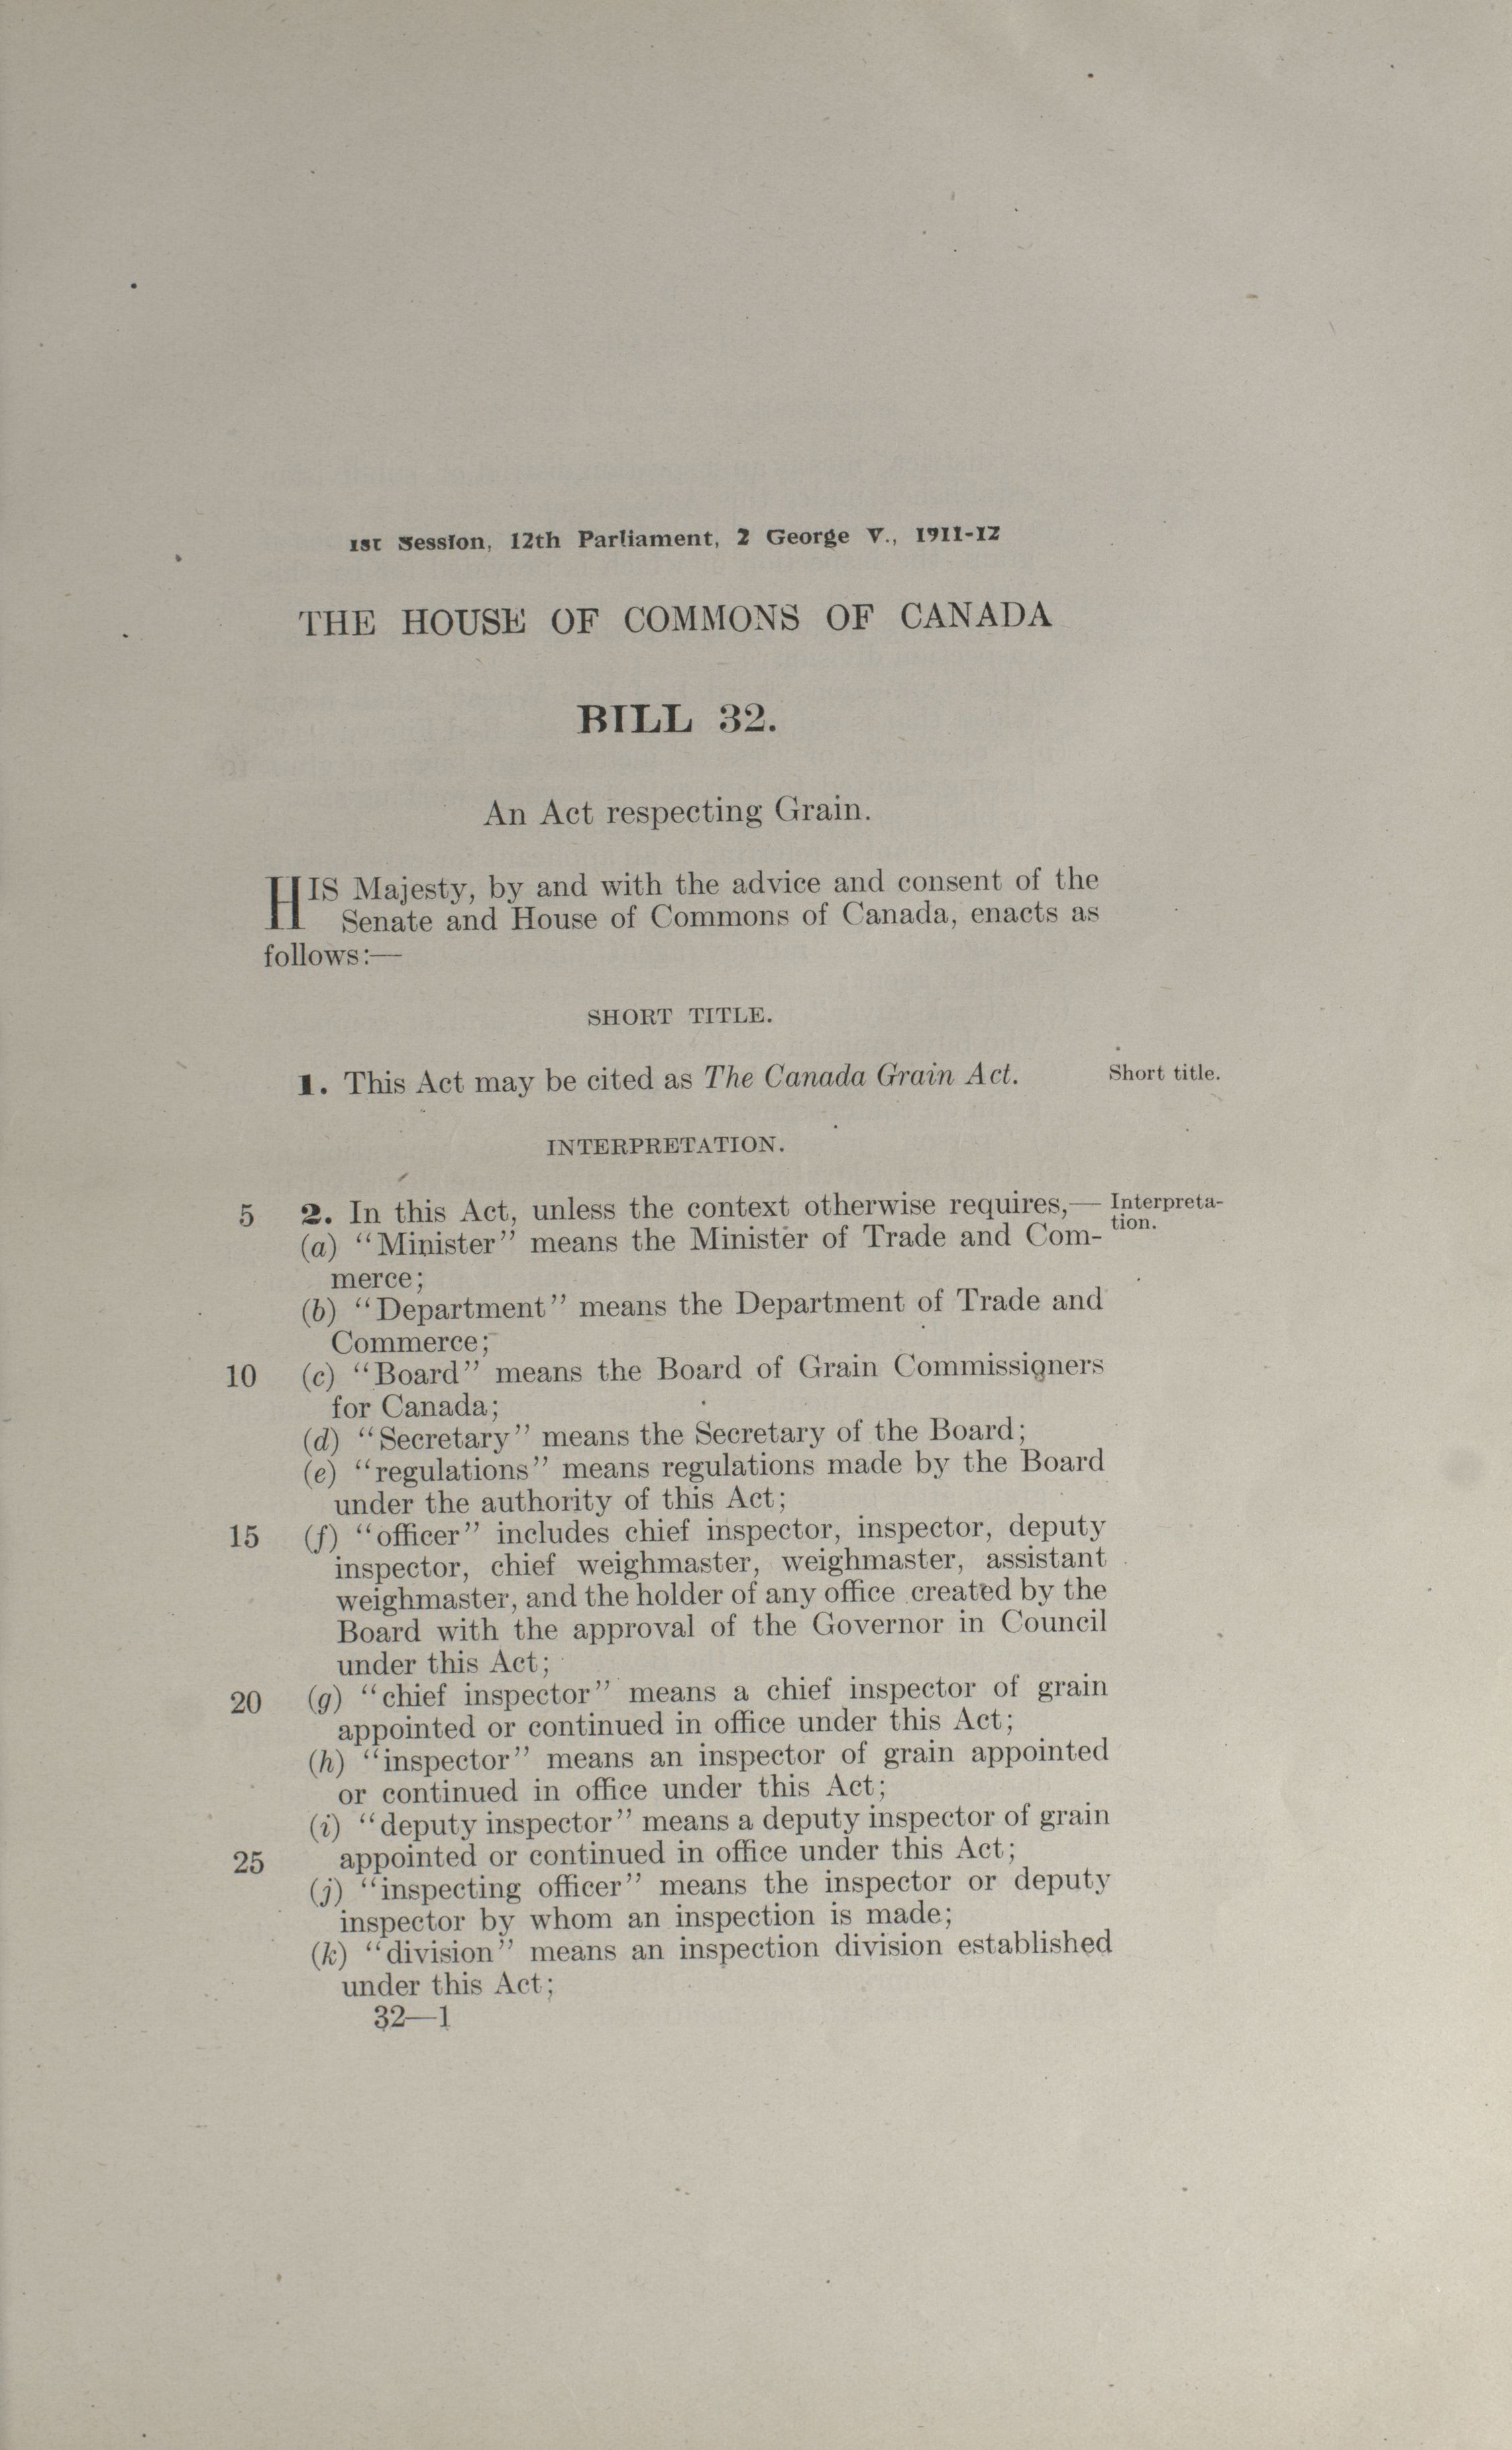 1st Session, 12th Parliament, 2 George V., 1911-12
THE HOUSE OF COMMONS OF CANADA
BILL 32.
An Act respecting Grain.
HIS Majesty, by and with the advice and consent of the
Senate and House of Commons of Canada, enacts as
follows:—
SHORT TITLE.
1. This Act may be cited as The Canada Grain Act. Short title.
INTERPRETATION.
5 2. In this Act, unless the context otherwise requires,— Interpreta-
tion.
(a) “Minister” means the Minister of Trade and Com-
merce;
(b) “Department” means the Department of Trade and
Commerce;
10 (c) “Board” means the Board of Grain Commissioners
for Canada;
(d) “Secretary” means the Secretary of the Board;
(e) “regulations” means regulations made by the Board
under the authority of this Act;
15 (f) “officer” includes chief inspector, inspector, deputy
inspector, chief weighmaster, weighmaster, assistant
weighmaster, and the holder of any office created by the
Board with the approval of the Governor in Council
under this Act;
20 (g) “chief inspector” means a chief inspector of grain
appointed or continued in office under this Act;
(h) “inspector” means an inspector of grain appointed
or continued in office under this Act;
(i) “deputy inspector” means a deputy inspector of grain
25 appointed or continued in office under this Act;
(j) “inspecting officer” means the inspector or deputy
inspector by whom an inspection is made;
(k) “division” means an inspection division established
under this Act;
32—1